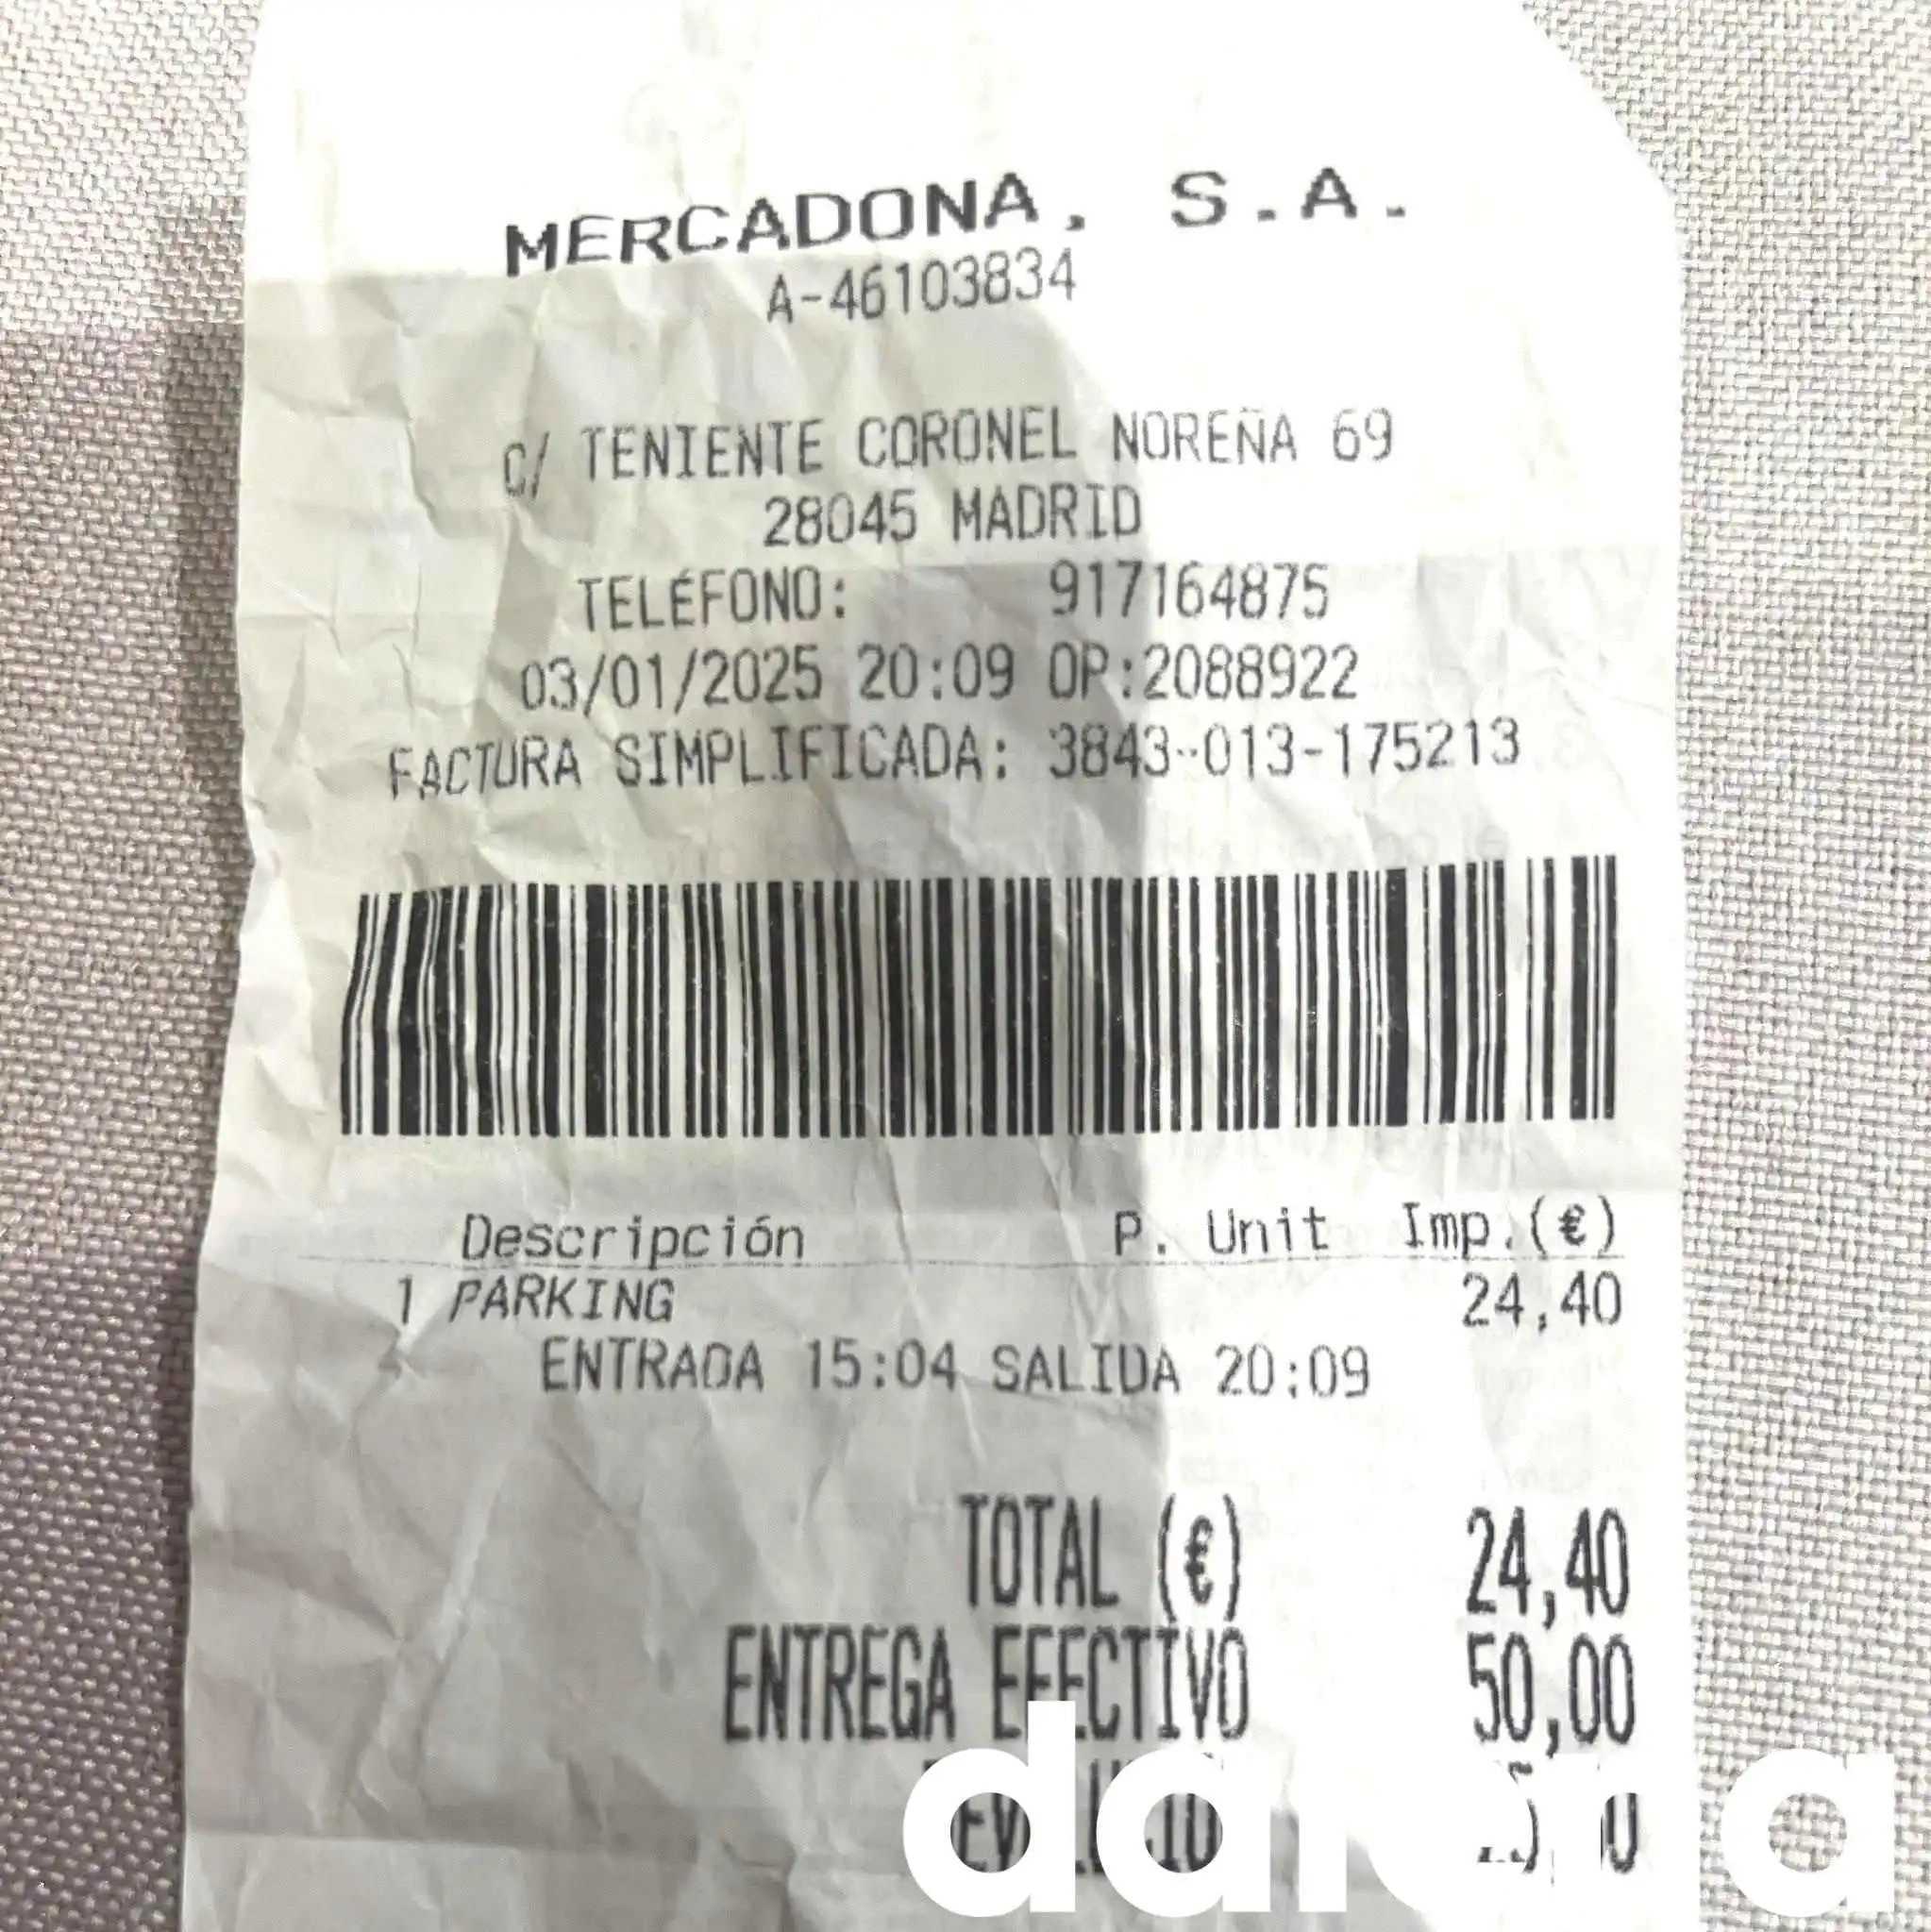 MERCADONA, S.A.
A-46103834
C/ TENIENTE CORONEL NOREÑA 69
28045 MADRID
TELÉFONO: 917164875
03/01/2025 20:09 OP:2088922
FACTURA SIMPLIFICADA: 3843-013-175213
Descripción P. Unit Imp.(€)
1 PARKING 24,40
ENTRADA 15:04 SALIDA 20:09
TOTAL (€) 24,40
ENTREGA EFECTIVO 50,00